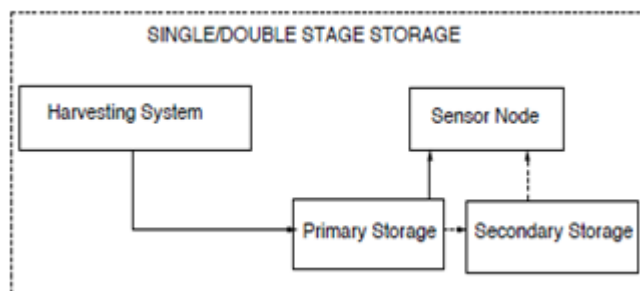 SINGLE/DOUBLE STAGE STORAGE
Harvesting System
Sensor Node
Primary Storage
Secondary Storage